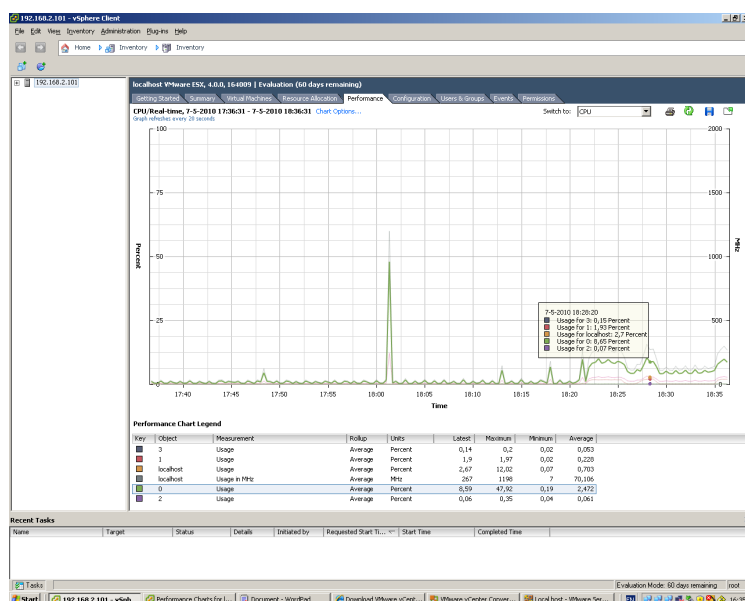 192.168.2.101 - vSphere Client
File Edit View Inventory Administration Plug-ins Help
Home Inventory Inventory
192.168.2.101
localhost VMware ESX, 4.0.0, 164009 | Evaluation (60 days remaining)
Getting Started Summary Virtual Machines Resource Allocation Performance Configuration Users & Groups Events Permissions
CPU/Real-time, 7-5-2010 17:36:31 - 7-5-2010 18:36:31 Chart Options... Switch to: CPU
Graph refreshes every 20 seconds
100 2000
75 1500
Percent
50 1000
MHz
25 500
7-5-2010 18:28:20
Usage for 3: 0,15 Percent
Usage for 1: 1,93 Percent
Usage for localhost: 2,7 Percent
Usage for 0: 8,65 Percent
Usage for 2: 0,07 Percent
0 0
17:40 17:45 17:50 17:55 18:00 18:05 18:10 18:15 18:20 18:25 18:30 18:35
Time
Performance Chart Legend
Key Object Measurement Rollup Units Latest Maximum Minimum Average
3 Usage Average Percent 0,14 0,2 0,02 0,053
1 Usage Average Percent 1,9 1,97 0,02 0,228
localhost Usage Average Percent 2,67 12,02 0,07 0,703
localhost Usage in MHz Average MHz 267 1198 7 70,106
0 Usage Average Percent 8,59 47,92 0,19 2,472
2 Usage Average Percent 0,06 0,35 0,04 0,061
Recent Tasks
Name Target Status Details Initiated by Requested Start Ti... Start Time Completed Time
Tasks Evaluation Mode: 60 days remaining root
Start 192.168.2.101 - vSph... Performance Charts for l... Document - WordPad Download VMware vCent... VMware vCenter Conver... Local host - VMware Ser... EN 16:35